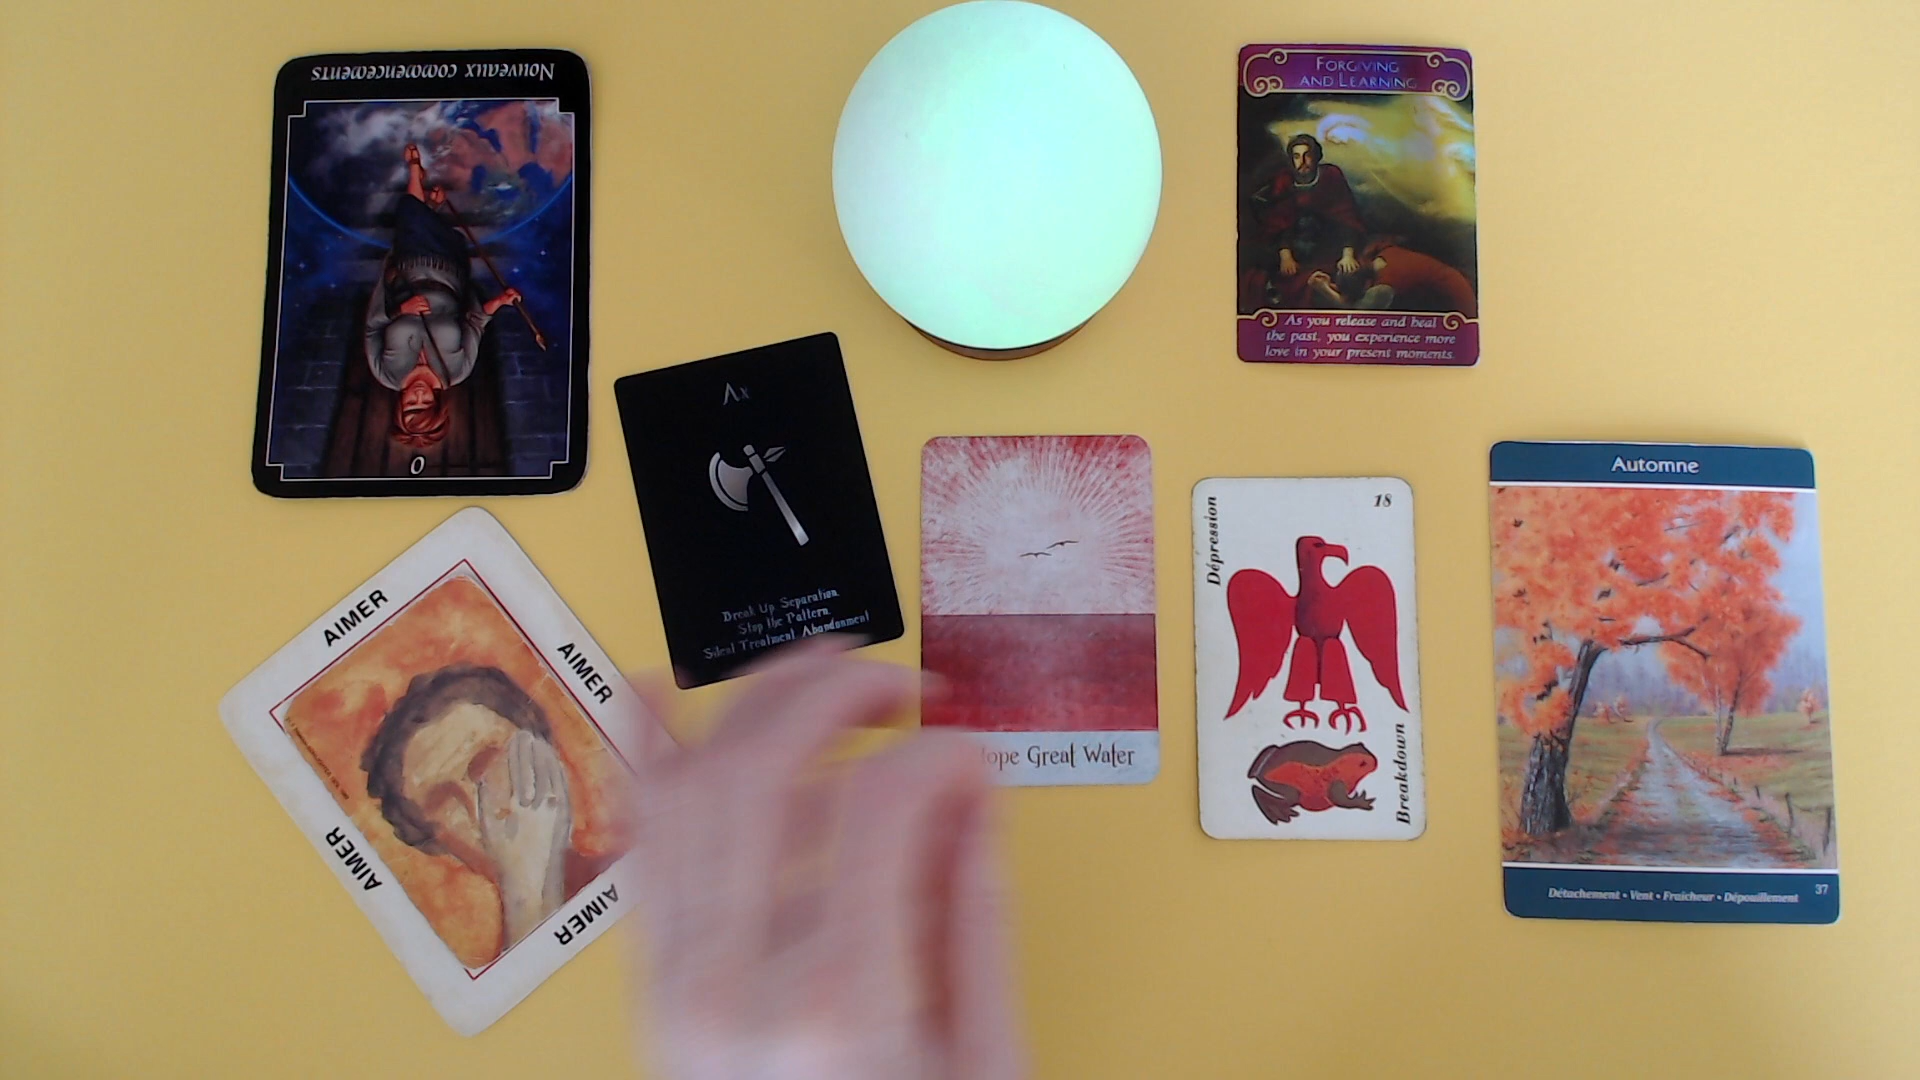 Nouveaux commencements
0
FORGIVING
AND LEARNING
As you release and heal
the past, you experience more
love in your present moments.
Ax
Break Up. Separation.
Stop the Pattern.
Silent Treatment. Abandonment
Great Water
18
Dépression
Breakdown
Automne
Détachement • Vent • Fraîcheur • Dépouillement
37
AIMER
AIMER
AIMER
AIMER